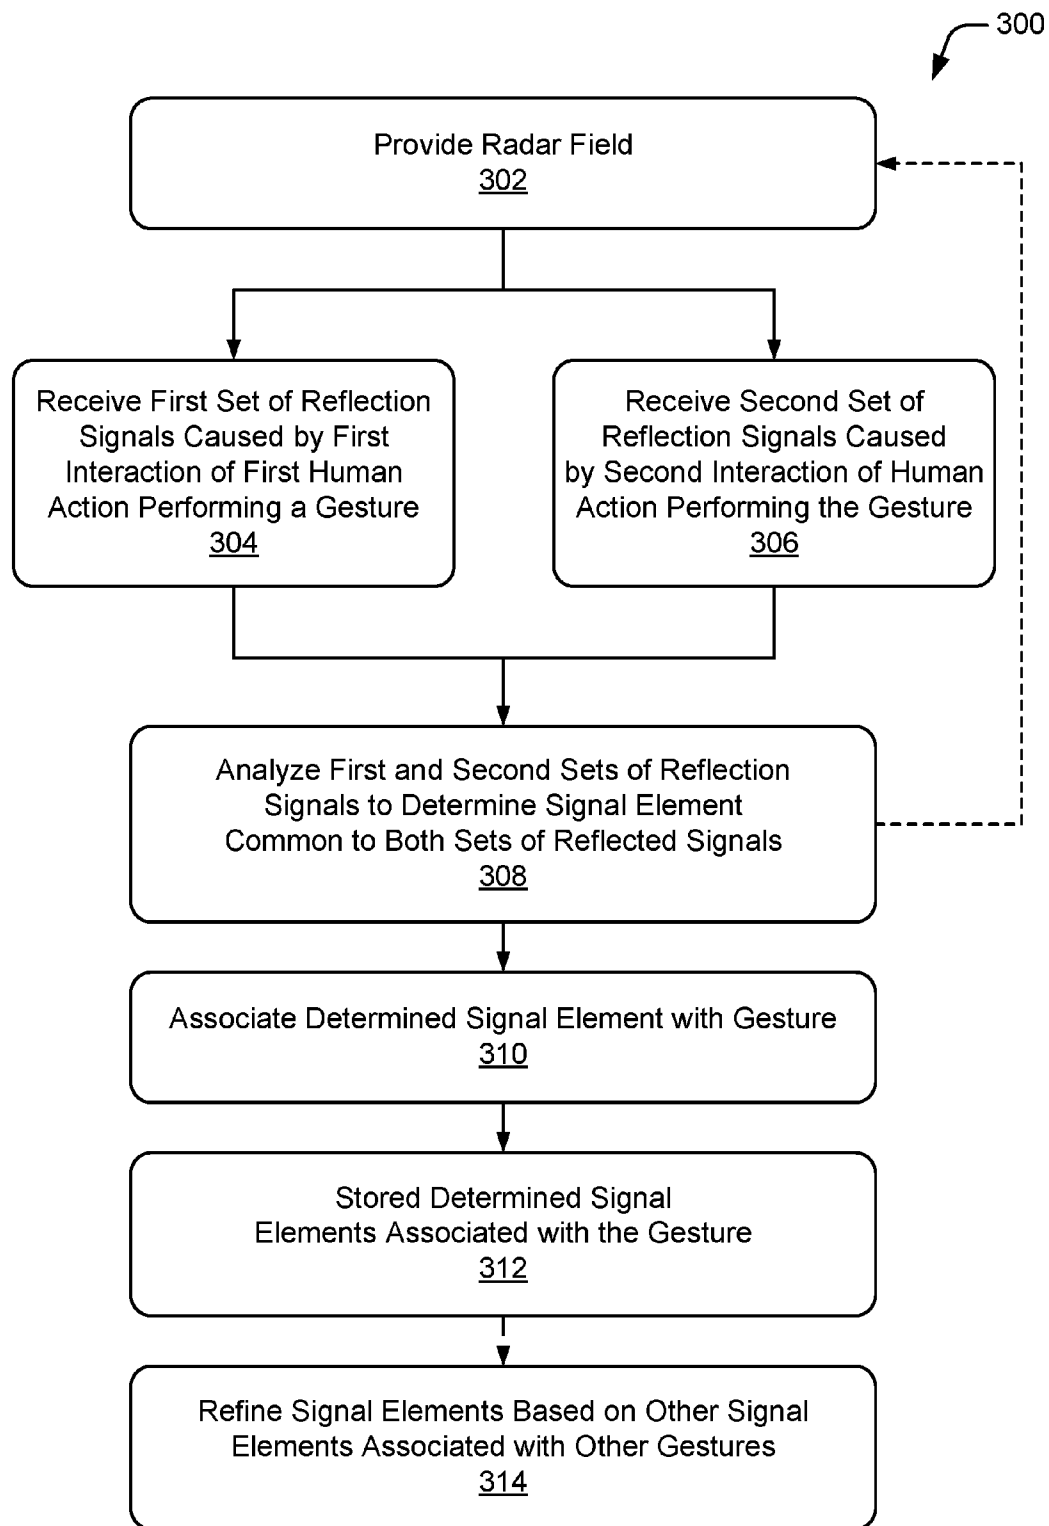 300
Provide Radar Field
302
Receive First Set of Reflection
Signals Caused by First
Interaction of First Human
Action Performing a Gesture
304
Receive Second Set of
Reflection Signals Caused
by Second Interaction of Human
Action Performing the Gesture
306
Analyze First and Second Sets of Reflection
Signals to Determine Signal Element
Common to Both Sets of Reflected Signals
308
Associate Determined Signal Element with Gesture
310
Stored Determined Signal
Elements Associated with the Gesture
312
Refine Signal Elements Based on Other Signal
Elements Associated with Other Gestures
314